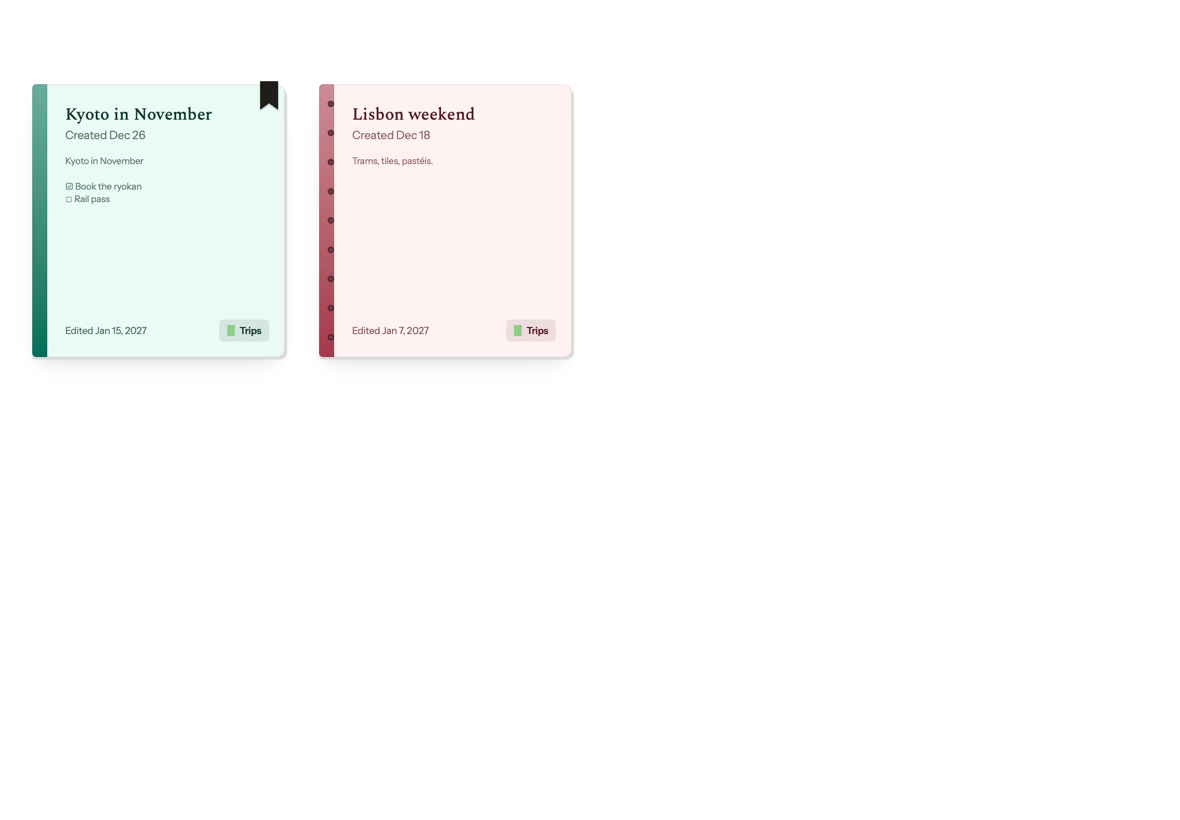 Kyoto in November
Created Dec 26
Kyoto in November
☑ Book the ryokan
☐ Rail pass
Edited Jan 15, 2027
Trips
Lisbon weekend
Created Dec 18
Trams, tiles, pastéis.
Edited Jan 7, 2027
Trips